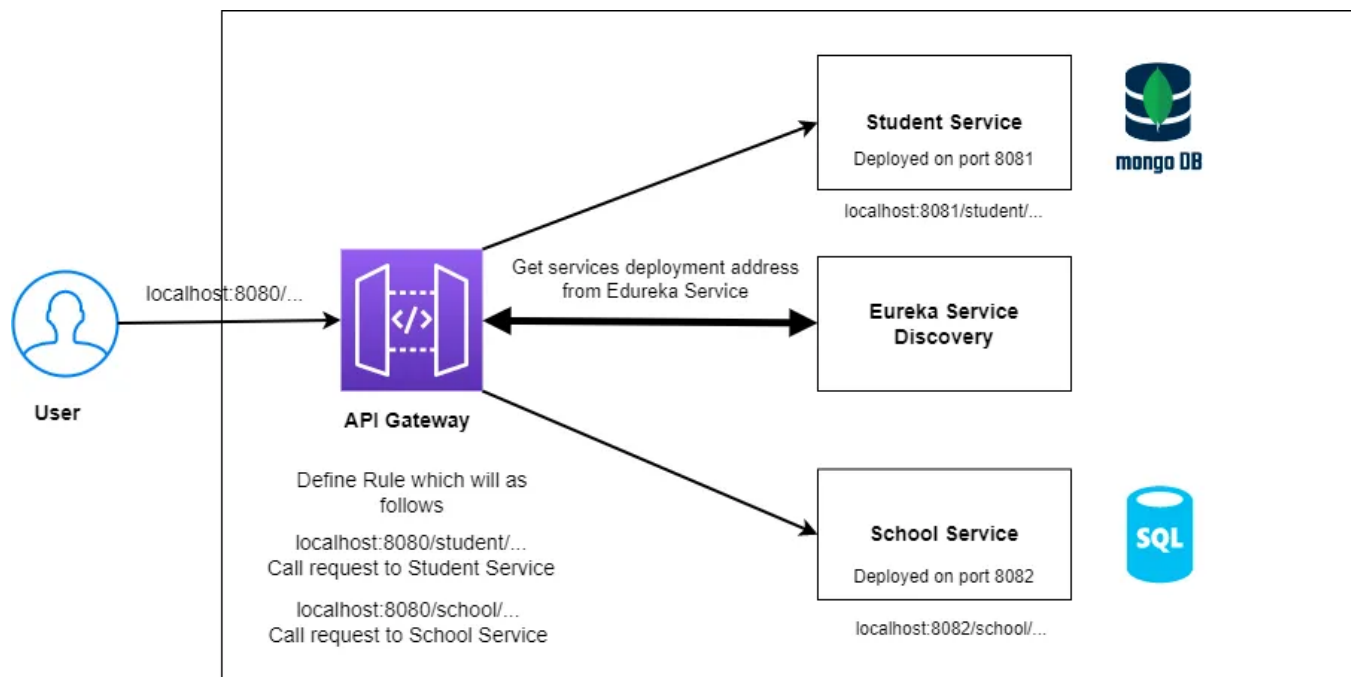 Student Service
Deployed on port 8081
localhost:8081/student/...
mongo DB
Get services deployment address
from Edureka Service
Eureka Service
Discovery
localhost:8080/...
User
</>
API Gateway
Define Rule which will as
follows
localhost:8080/student/...
Call request to Student Service
localhost:8080/school/...
Call request to School Service
School Service
Deployed on port 8082
localhost:8082/school/...
SQL